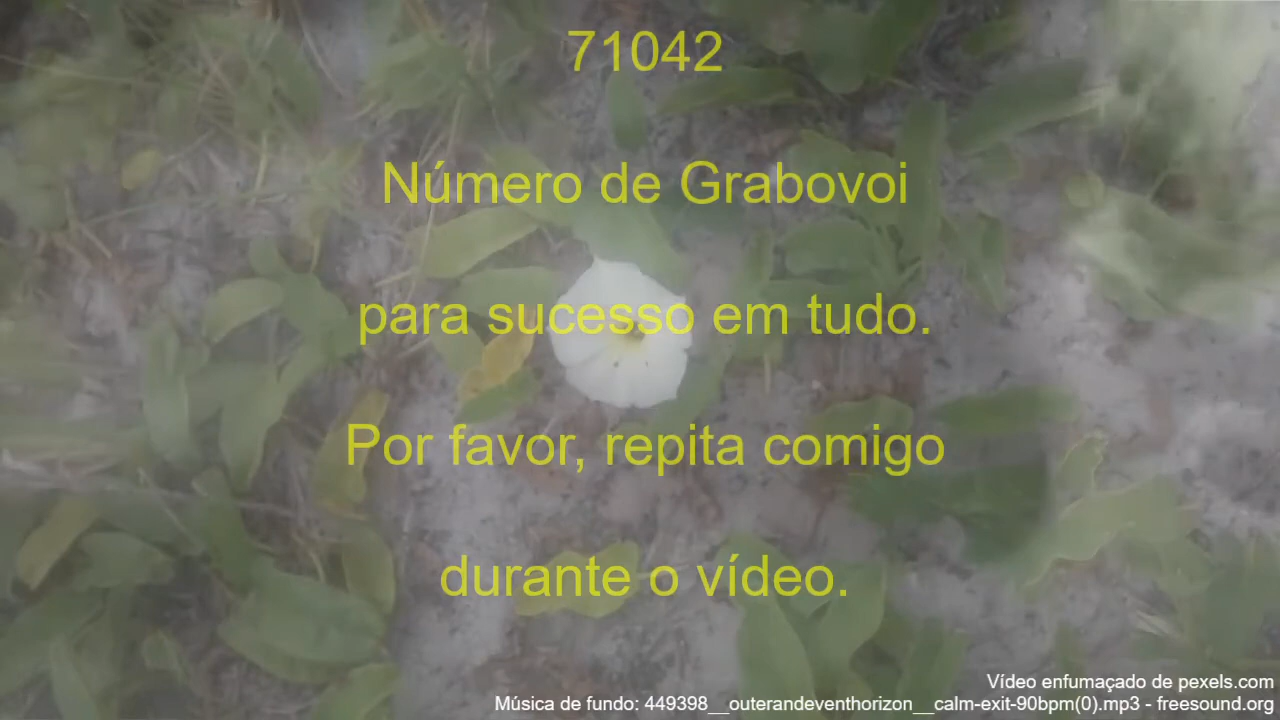 71042
Número de Grabovoi
para sucesso em tudo.
Por favor, repita comigo
durante o vídeo.
Vídeo enfumaçado de pexels.com
Música de fundo: 449398__outerandeventhorizon__calm-exit-90bpm(0).mp3 - freesound.org